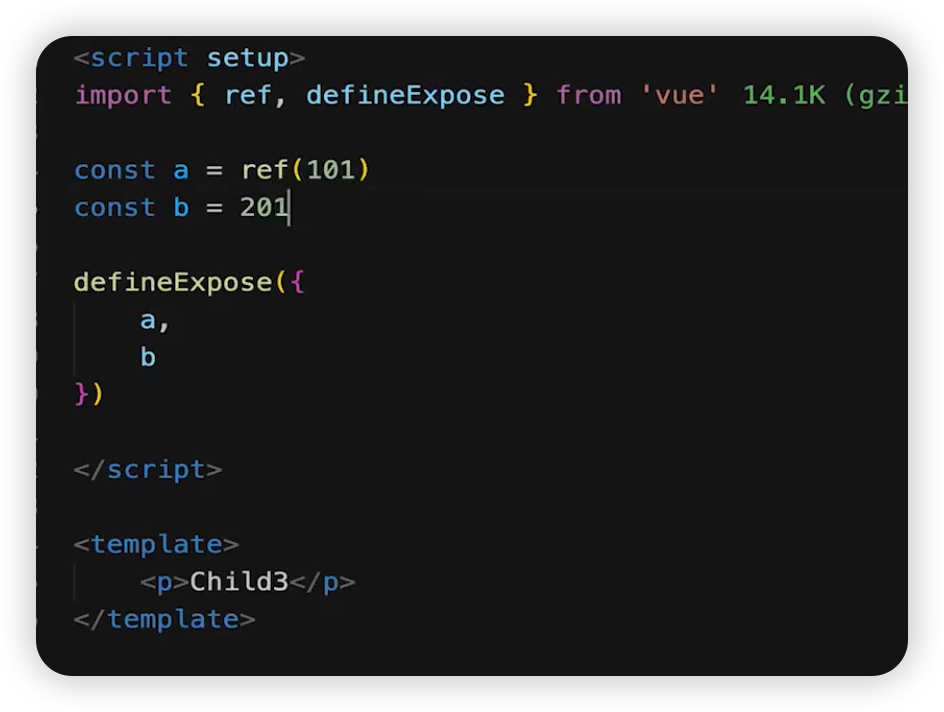 <script setup>
import { ref, defineExpose } from 'vue' 14.1K (gzi
const a = ref(101)
const b = 201
defineExpose({
    a,
    b
})
</script>
<template>
    <p>Child3</p>
</template>